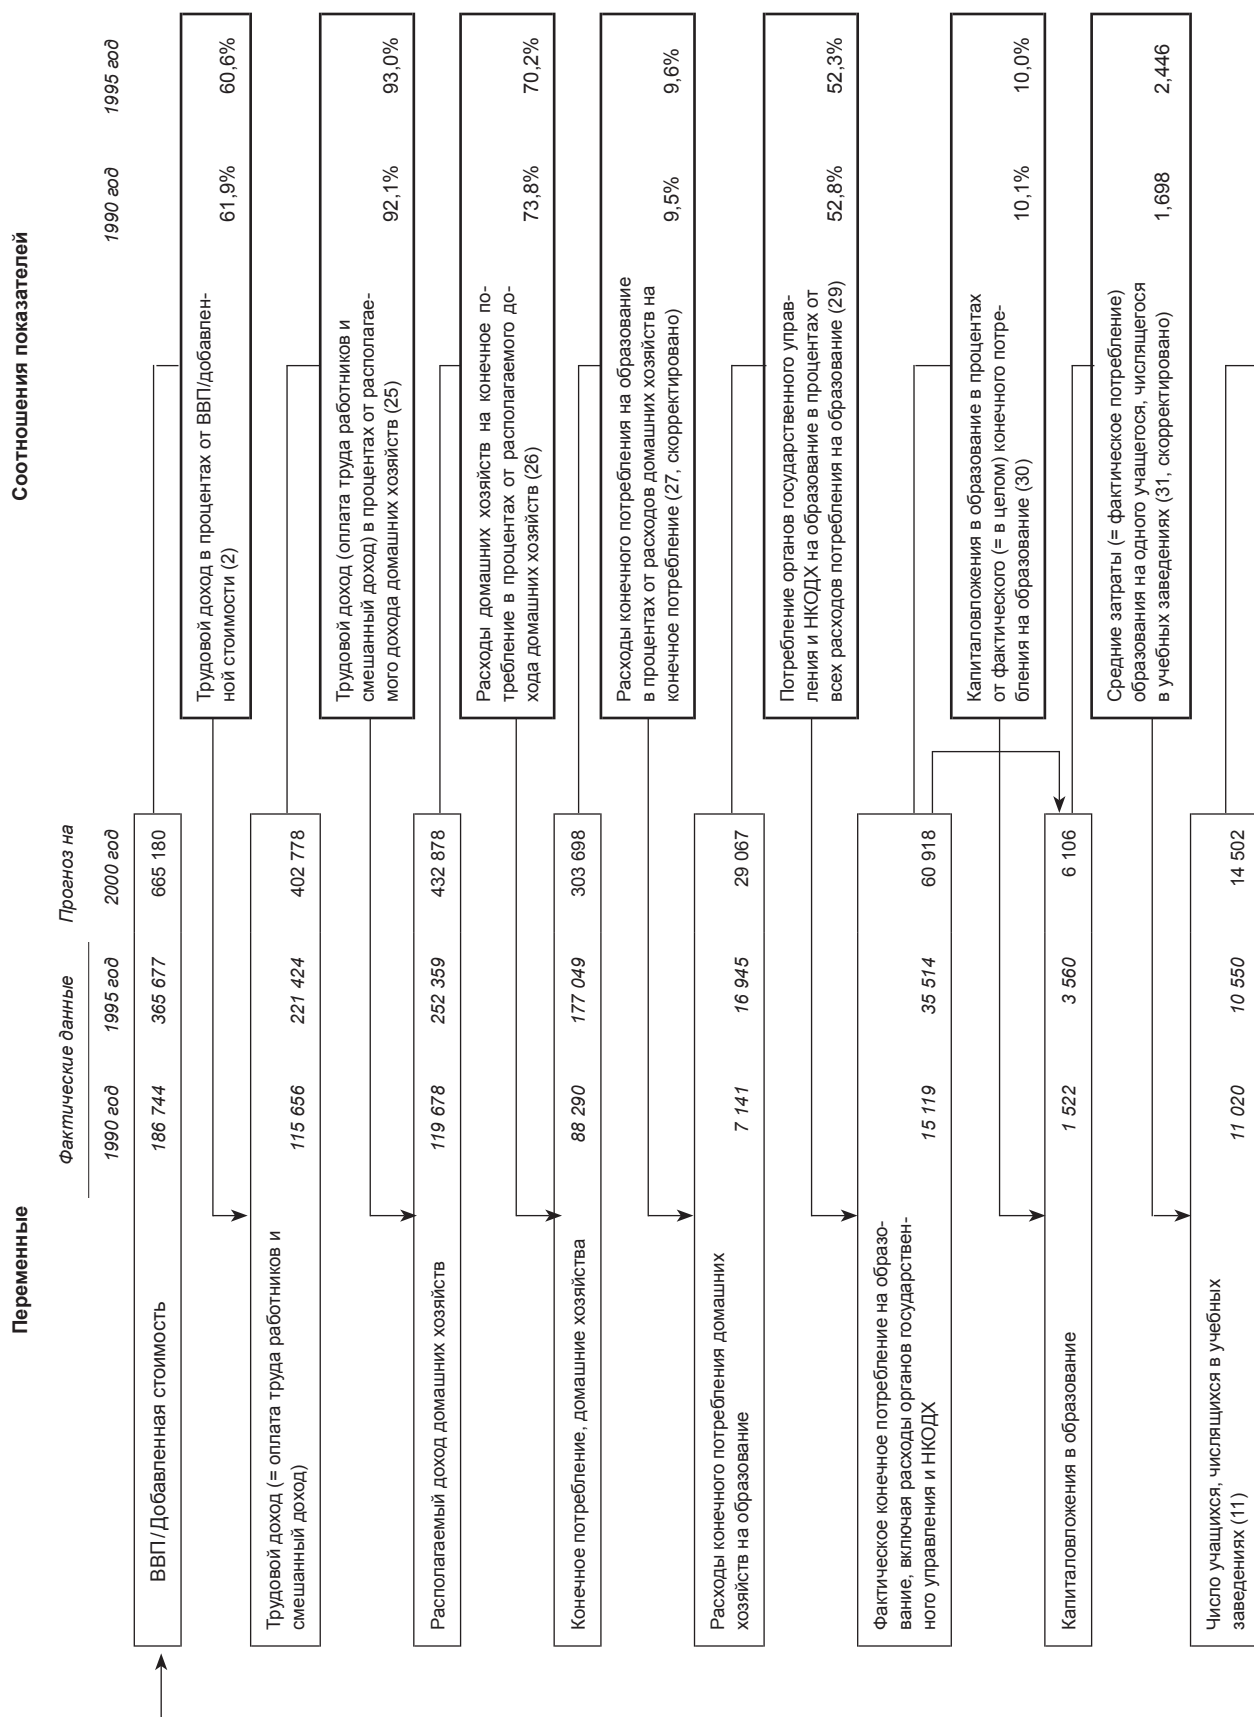 Переменные
Соотношения показателей
Фактические данные
Прогноз на
1990 год
1995 год
2000 год
1990 год
1995 год
ВВП/Добавленная стоимость
186 744
365 677
665 180
Трудовой доход в процентах от ВВП/добавлен-
ной стоимости (2)
61,9%
60,6%
Трудовой доход (= оплата труда работников и
смешанный доход)
115 656
221 424
402 778
Трудовой доход (оплата труда работников и
смешанный доход) в процентах от располагае-
мого дохода домашних хозяйств (25)
92,1%
93,0%
Располагаемый доход домашних хозяйств
119 678
252 359
432 878
Расходы домашних хозяйств на конечное по-
требление в процентах от располагаемого до-
хода домашних хозяйств (26)
73,8%
70,2%
Конечное потребление, домашние хозяйства
88 290
177 049
303 698
Расходы конечного потребления на образование
в процентах от расходов домашних хозяйств на
конечное потребление (27, скорректировано)
9,5%
9,6%
Расходы конечного потребления домашних
хозяйств на образование
7 141
16 945
29 067
Потребление органов государственного управ-
ления и НКОДХ на образование в процентах от
всех расходов потребления на образование (29)
52,8%
52,3%
Фактическое конечное потребление на образо-
вание, включая расходы органов государствен-
ного управления и НКОДХ
15 119
35 514
60 918
Капиталовложения в образование в процентах
от фактического (= в целом) конечного потре-
бления на образование (30)
10,1%
10,0%
Капиталовложения в образование
1 522
3 560
6 106
Средние затраты (= фактическое потребление)
образования на одного учащегося, числящегося
в учебных заведениях (31, скорректировано)
1,698
2,446
Число учащихся, числящихся в учебных
заведениях (11)
11 020
10 550
14 502